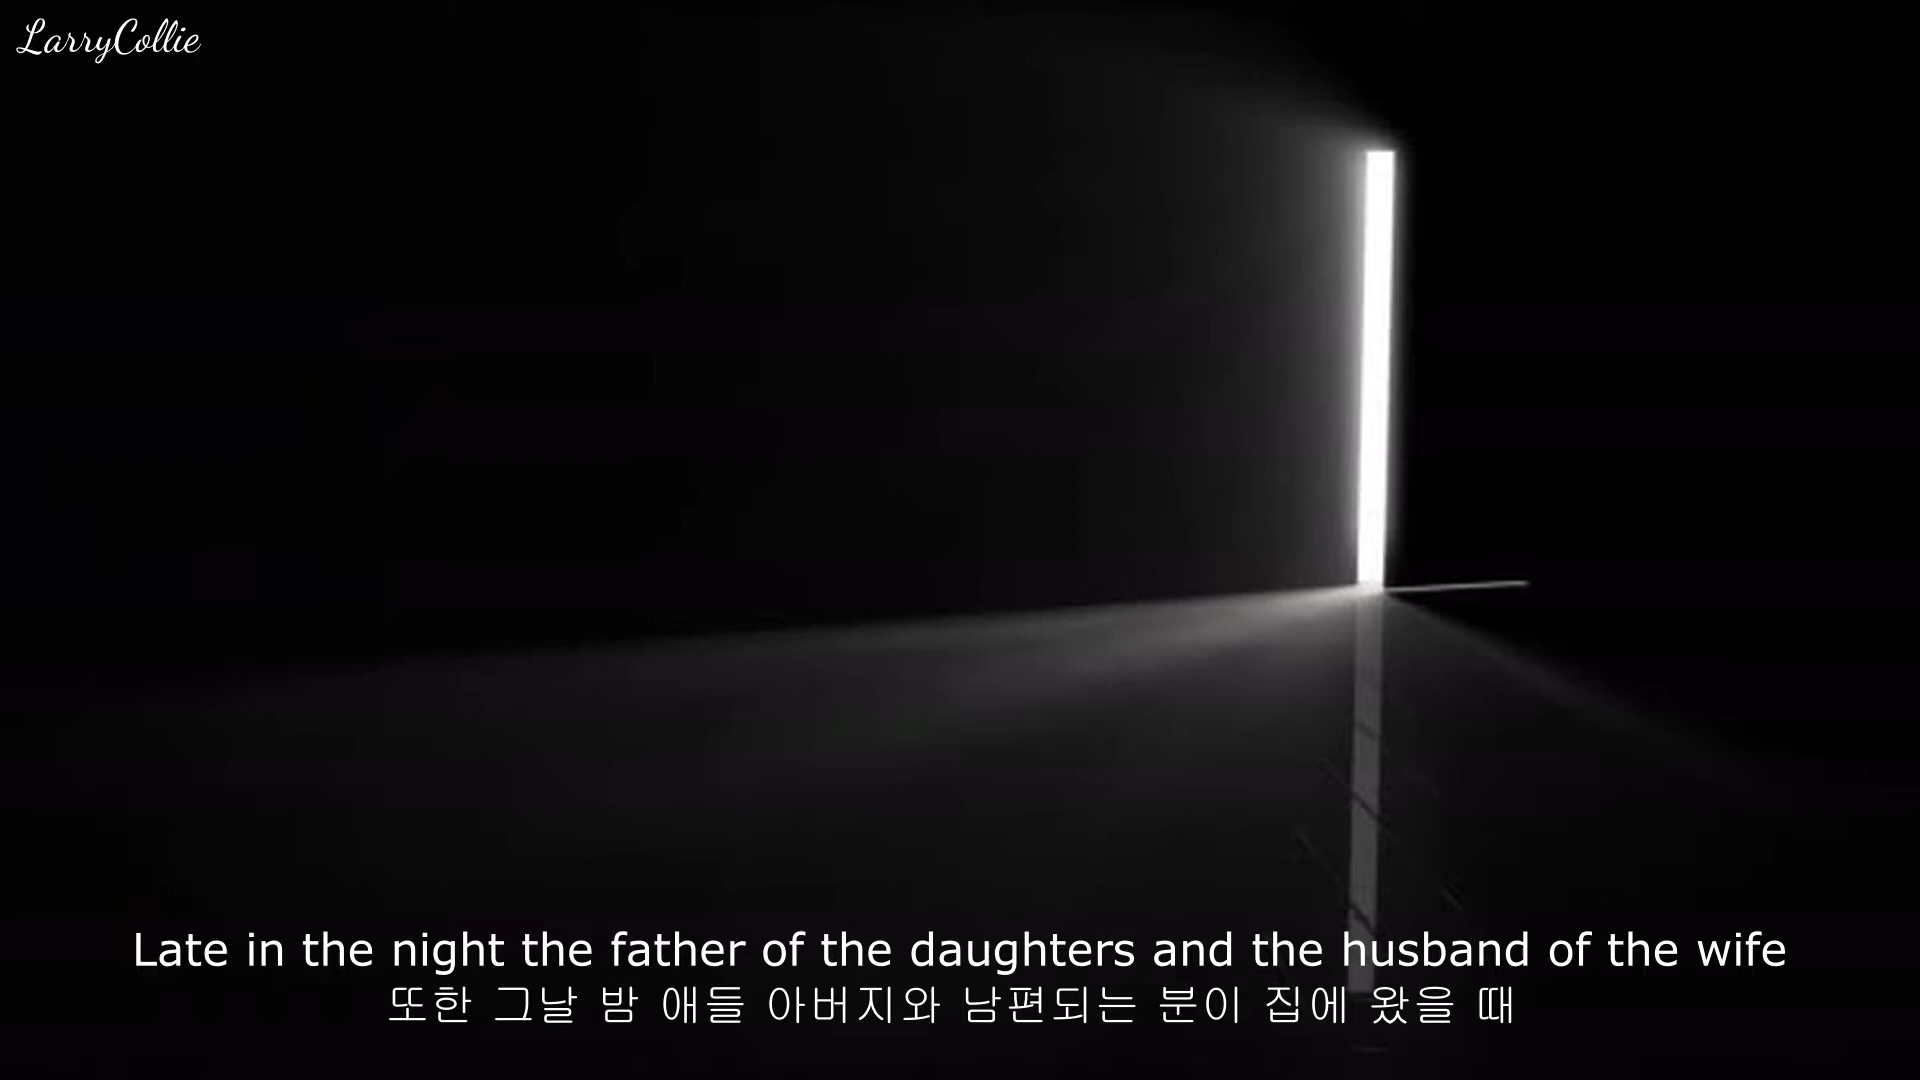 LarryCollie
Late in the night the father of the daughters and the husband of the wife
또한 그날 밤 애들 아버지와 남편되는 분이 집에 왔을 때